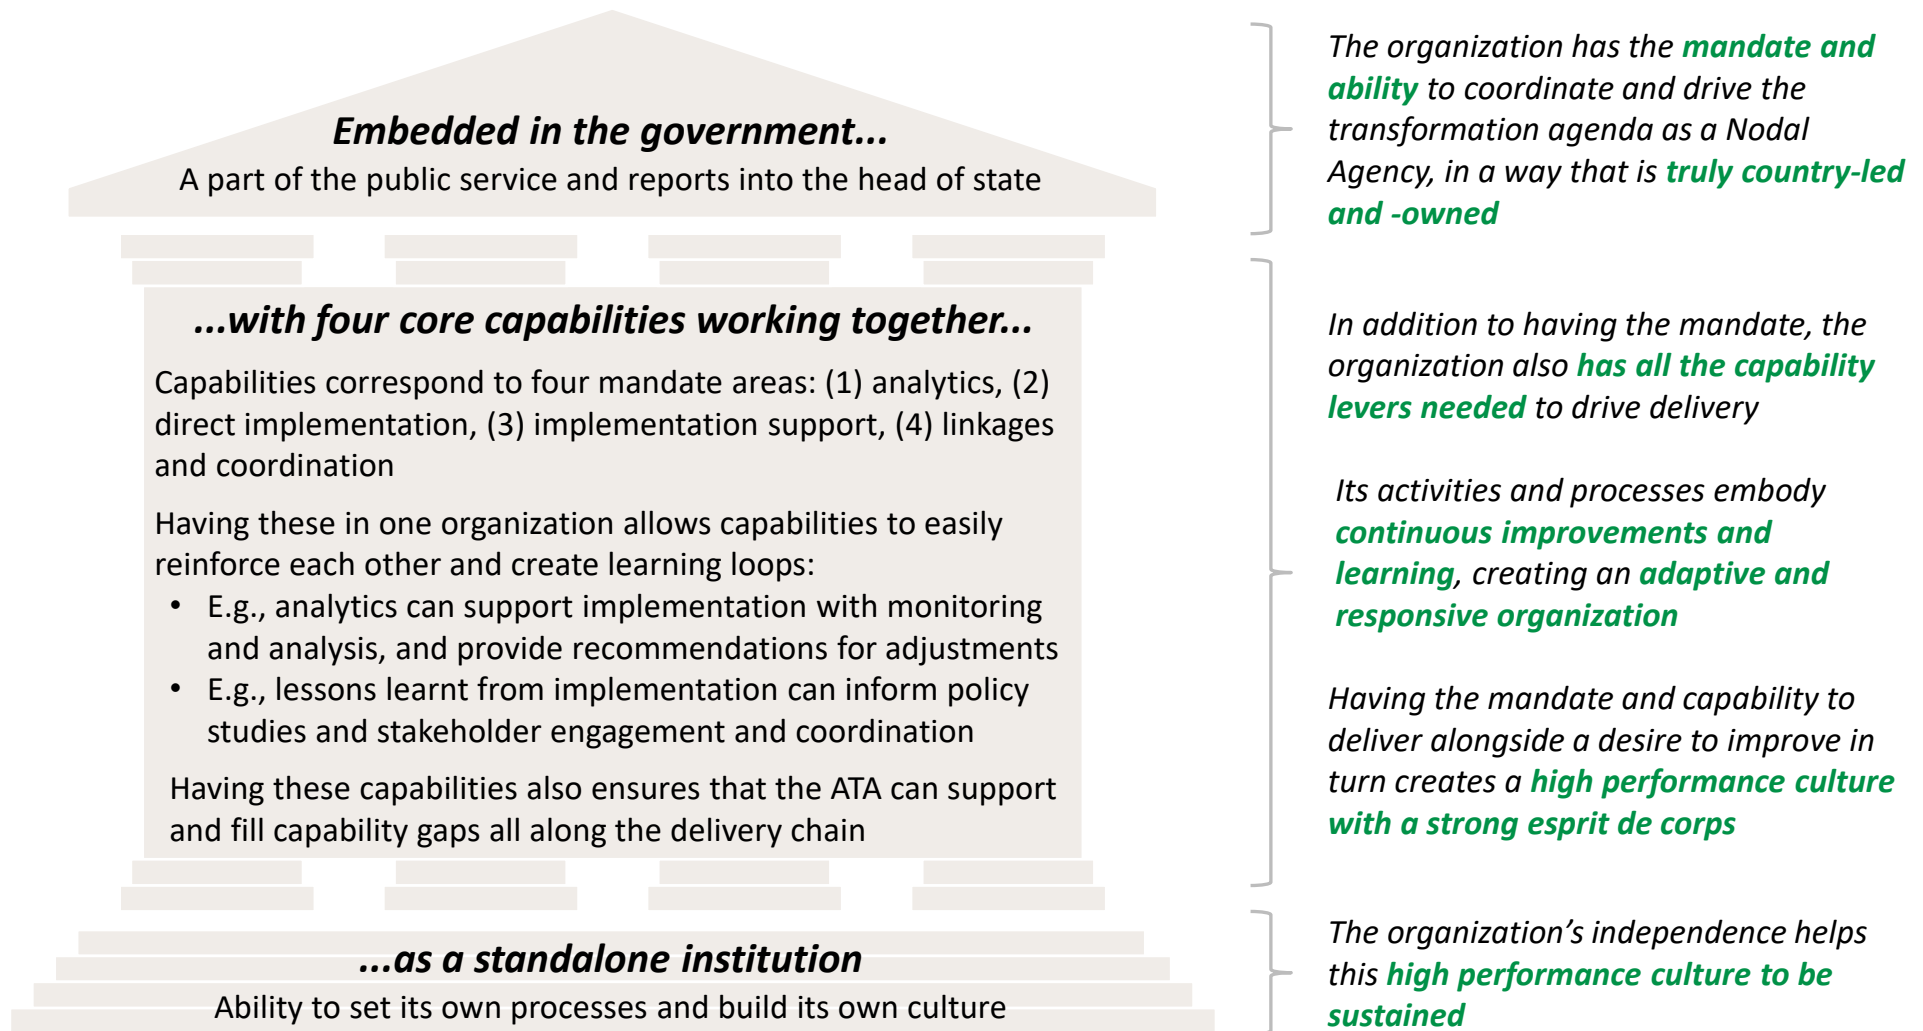 Embedded in the government...
A part of the public service and reports into the head of state
The organization has the mandate and
ability to coordinate and drive the
transformation agenda as a Nodal
Agency, in a way that is truly country-led
and -owned
...with four core capabilities working together...
Capabilities correspond to four mandate areas: (1) analytics, (2)
direct implementation, (3) implementation support, (4) linkages
and coordination
Having these in one organization allows capabilities to easily
reinforce each other and create learning loops:
• E.g., analytics can support implementation with monitoring
and analysis, and provide recommendations for adjustments
• E.g., lessons learnt from implementation can inform policy
studies and stakeholder engagement and coordination
Having these capabilities also ensures that the ATA can support
and fill capability gaps all along the delivery chain
In addition to having the mandate, the
organization also has all the capability
levers needed to drive delivery
Its activities and processes embody
continuous improvements and
learning, creating an adaptive and
responsive organization
Having the mandate and capability to
deliver alongside a desire to improve in
turn creates a high performance culture
with a strong esprit de corps
...as a standalone institution
Ability to set its own processes and build its own culture
The organization’s independence helps
this high performance culture to be
sustained